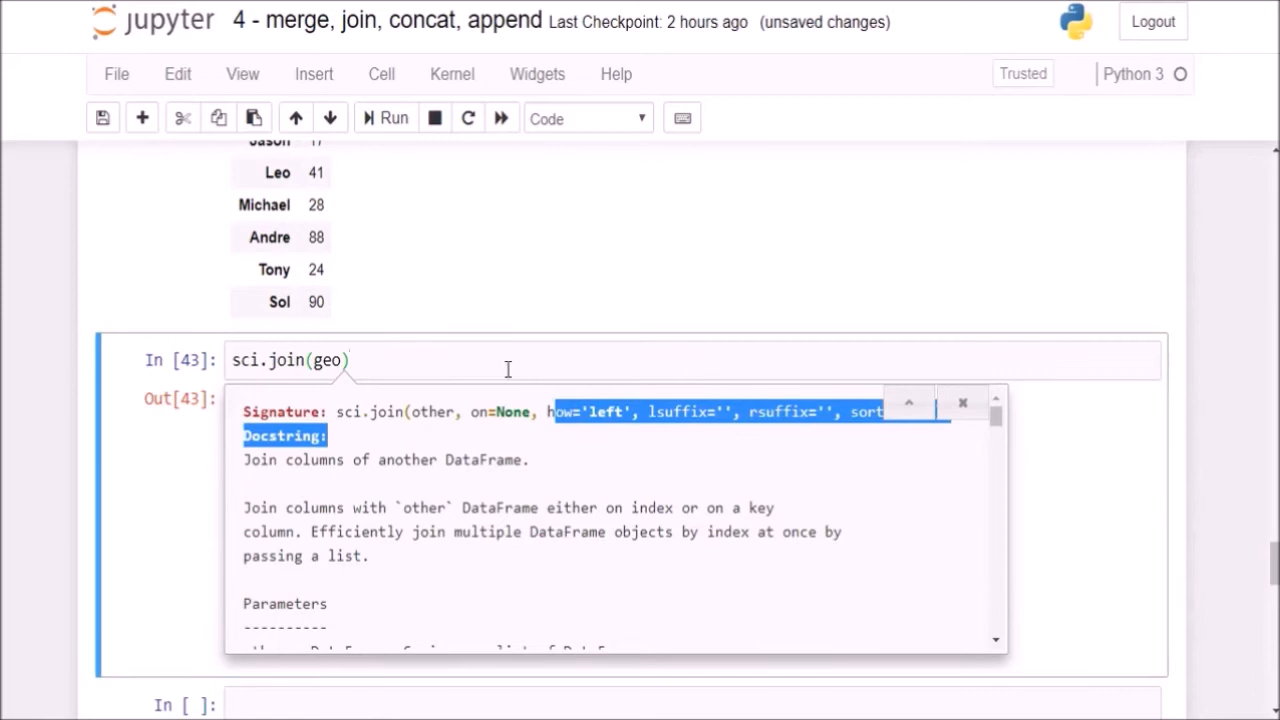 jupyter 4 - merge, join, concat, append Last Checkpoint: 2 hours ago (unsaved changes) Logout
File Edit View Insert Cell Kernel Widgets Help Trusted Python 3
Run Code
Jason 17
Leo 41
Michael 28
Andre 88
Tony 24
Sol 90
In [43]: sci.join(geo)
Out[43]:
Signature: sci.join(other, on=None, how='left', lsuffix='', rsuffix='', sort
Docstring:
Join columns of another DataFrame.
Join columns with `other` DataFrame either on index or on a key
column. Efficiently join multiple DataFrame objects by index at once by
passing a list.
Parameters
----------
In [ ]: